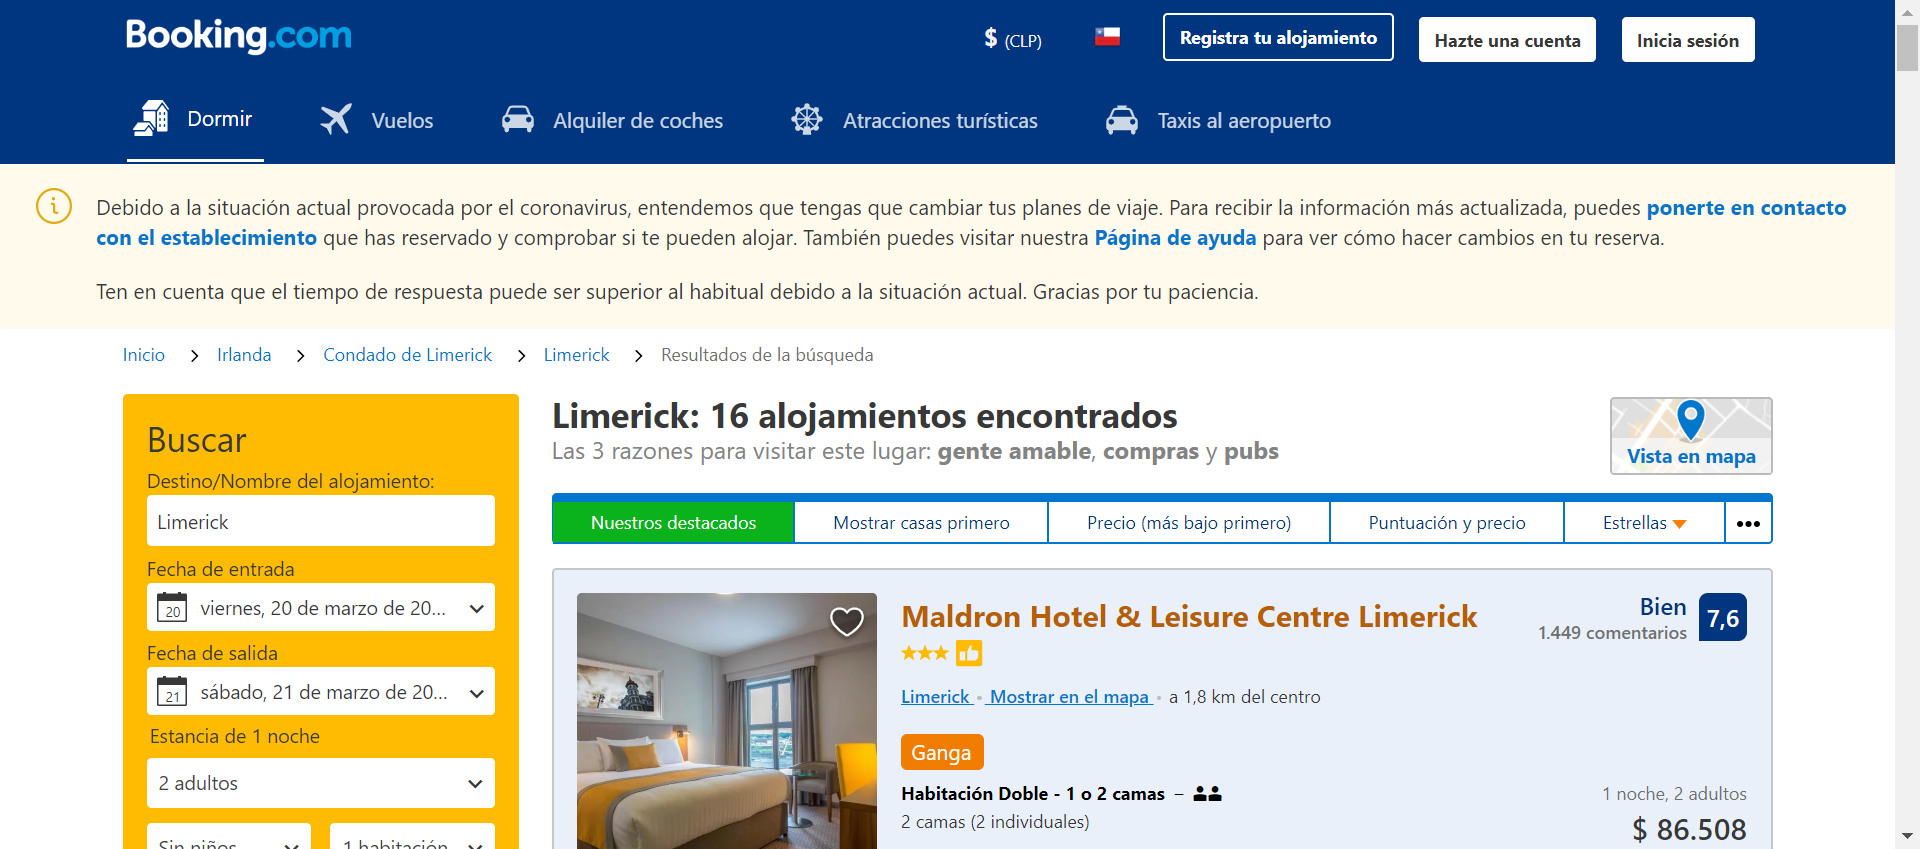 Booking.com
$ (CLP)
Registra tu alojamiento
Hazte una cuenta
Inicia sesión
Dormir
Vuelos
Alquiler de coches
Atracciones turísticas
Taxis al aeropuerto
Debido a la situación actual provocada por el coronavirus, entendemos que tengas que cambiar tus planes de viaje. Para recibir la información más actualizada, puedes ponerte en contacto
con el establecimiento que has reservado y comprobar si te pueden alojar. También puedes visitar nuestra Página de ayuda para ver cómo hacer cambios en tu reserva.
Ten en cuenta que el tiempo de respuesta puede ser superior al habitual debido a la situación actual. Gracias por tu paciencia.
Inicio
Irlanda
Condado de Limerick
Limerick
Resultados de la búsqueda
Buscar
Destino/Nombre del alojamiento:
Limerick
Fecha de entrada
20
viernes, 20 de marzo de 20...
Fecha de salida
21
sábado, 21 de marzo de 20...
Estancia de 1 noche
2 adultos
Sin niños
1 habitación
Limerick: 16 alojamientos encontrados
Las 3 razones para visitar este lugar: gente amable, compras y pubs
Vista en mapa
Nuestros destacados
Mostrar casas primero
Precio (más bajo primero)
Puntuación y precio
Estrellas
•••
Maldron Hotel & Leisure Centre Limerick
Bien
1.449 comentarios
7,6
Limerick • Mostrar en el mapa • a 1,8 km del centro
Ganga
Habitación Doble - 1 o 2 camas –
2 camas (2 individuales)
1 noche, 2 adultos
$ 86.508